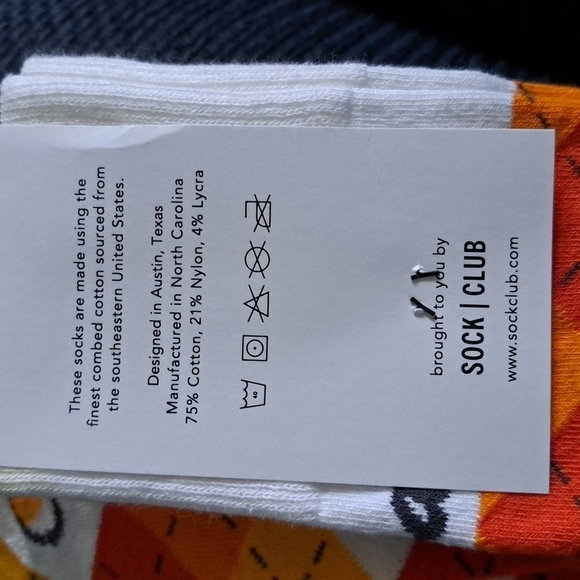 These socks are made using the
finest combed cotton sourced from
the southeastern United States.
Designed in Austin, Texas
Manufactured in North Carolina
75% Cotton, 21% Nylon, 4% Lycra
40
brought to you by
SOCK | CLUB
www.sockclub.com